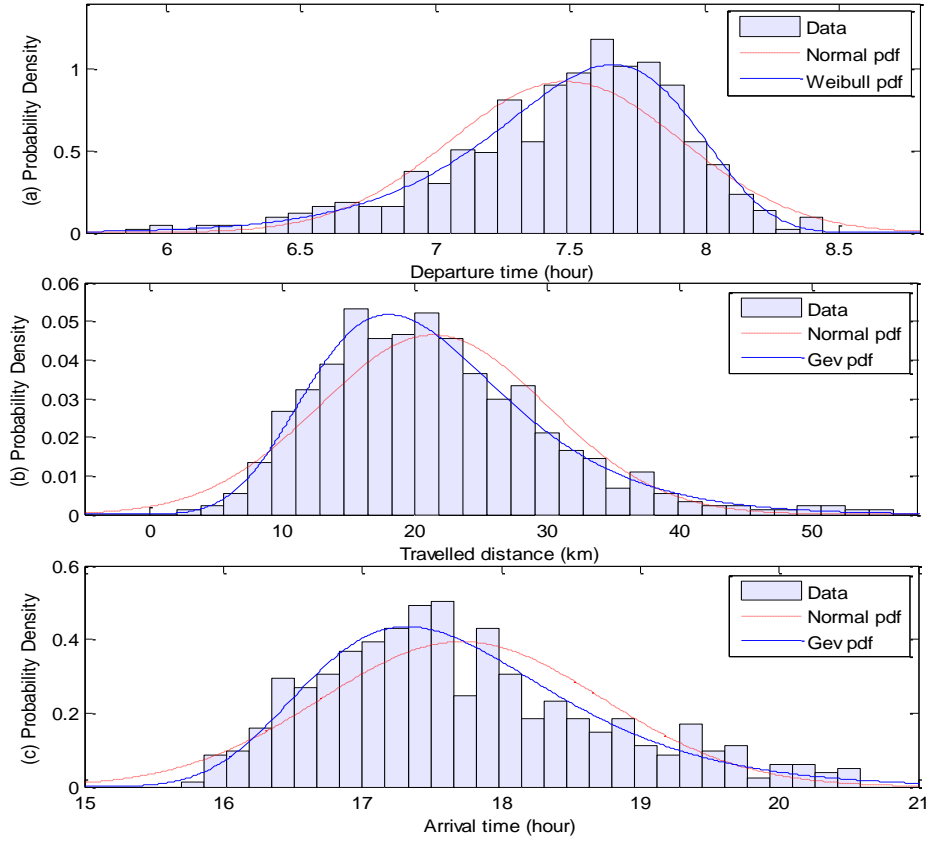 Data
Normal pdf
Weibull pdf
(a) Probability Density
1
0.5
0
6
6.5
7
7.5
8
8.5
Departure time (hour)
Data
Normal pdf
Gev pdf
(b) Probability Density
0.06
0.05
0.04
0.03
0.02
0.01
0
0
10
20
30
40
50
Travelled distance (km)
Data
Normal pdf
Gev pdf
(c) Probability Density
0.6
0.4
0.2
0
15
16
17
18
19
20
21
Arrival time (hour)